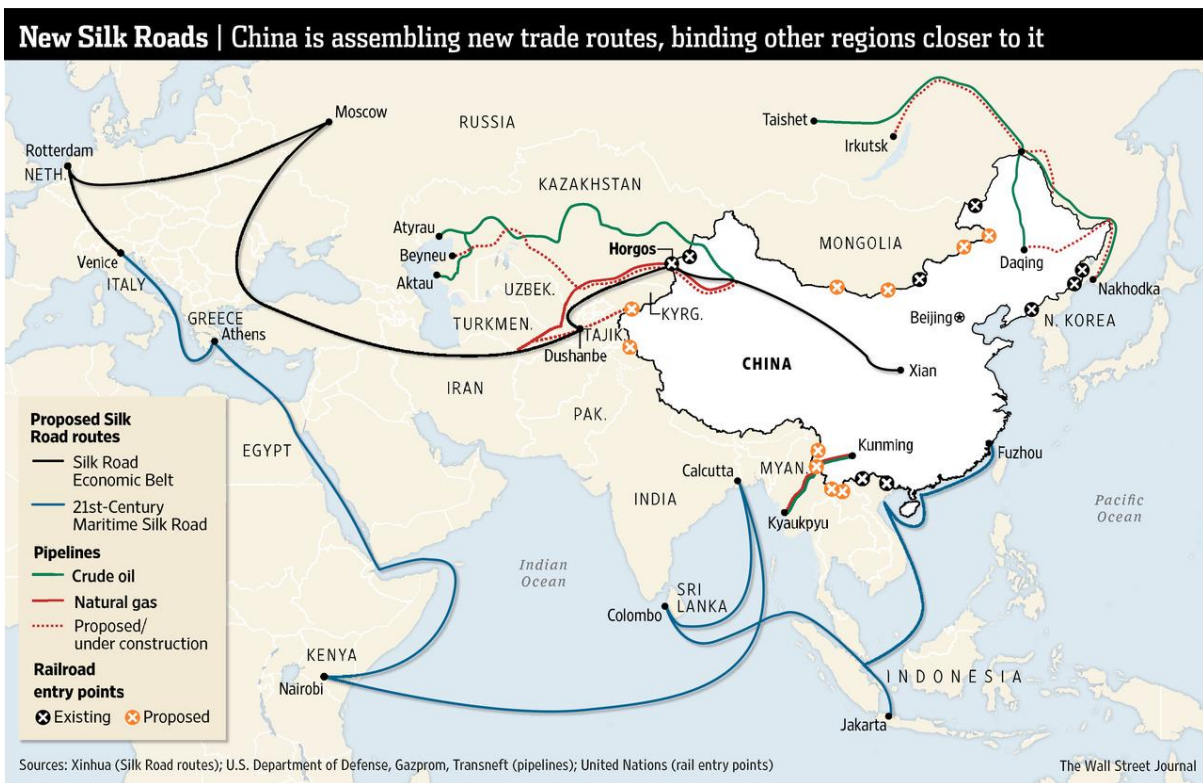 New Silk Roads | China is assembling new trade routes, binding other regions closer to it
Moscow
RUSSIA
Taishet
Irkutsk
Rotterdam
NETH.
KAZAKHSTAN
Atyrau
Beyneu
Aktau
Horgos
MONGOLIA
Daqing
Nakhodka
Venice
ITALY
UZBEK.
GREECE
Athens
TURKMEN.
KYRG.
TAJIK.
Dushanbe
Beijing
N. KOREA
CHINA
Xian
IRAN
PAK.
EGYPT
Calcutta
MYAN.
Kunming
Fuzhou
INDIA
Kyaukpyu
Pacific
Ocean
Indian
Ocean
SRI
LANKA
Colombo
KENYA
Nairobi
INDONESIA
Jakarta
Proposed Silk
Road routes
Silk Road
Economic Belt
21st-Century
Maritime Silk Road
Pipelines
Crude oil
Natural gas
Proposed/
under construction
Railroad
entry points
Existing Proposed
Sources: Xinhua (Silk Road routes); U.S. Department of Defense, Gazprom, Transneft (pipelines); United Nations (rail entry points)
The Wall Street Journal